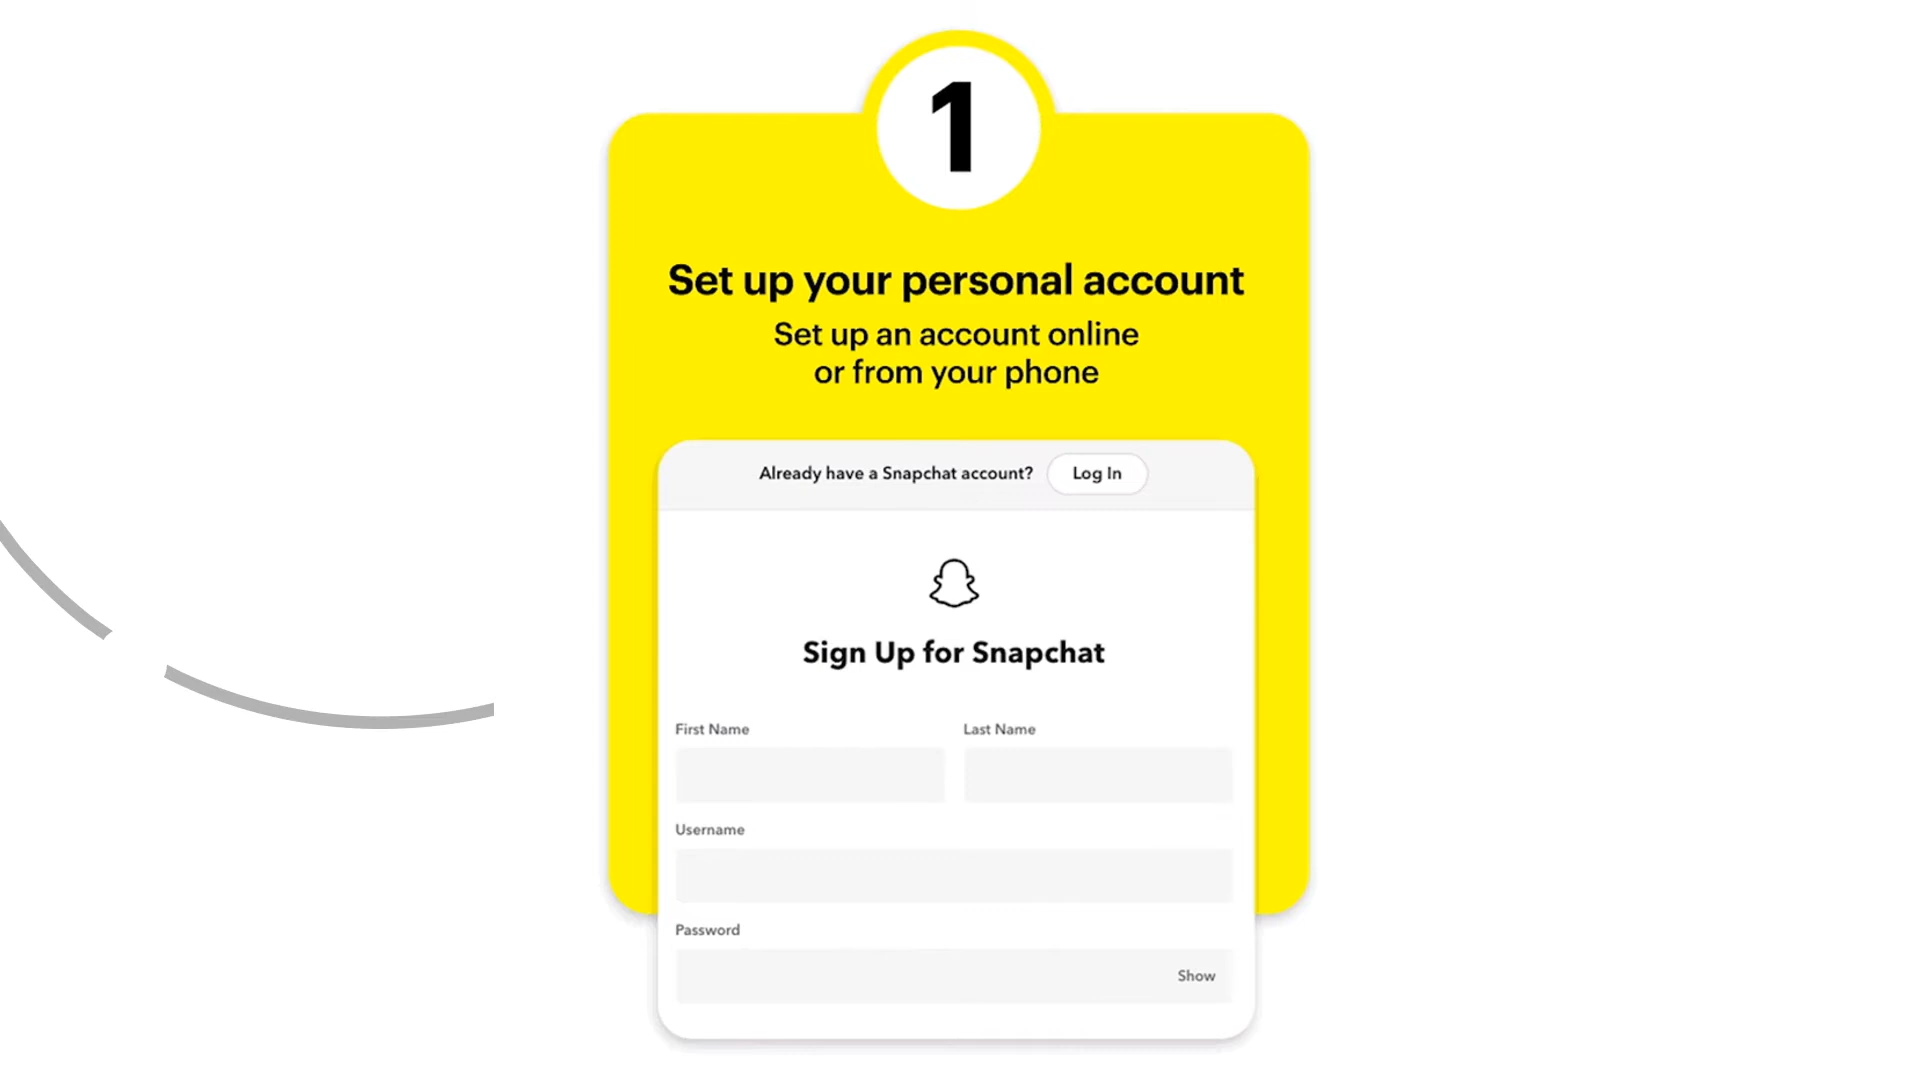 1
Set up your personal account
Set up an account online
or from your phone
Already have a Snapchat account? Log In
Sign Up for Snapchat
First Name Last Name
Username
Password
Show